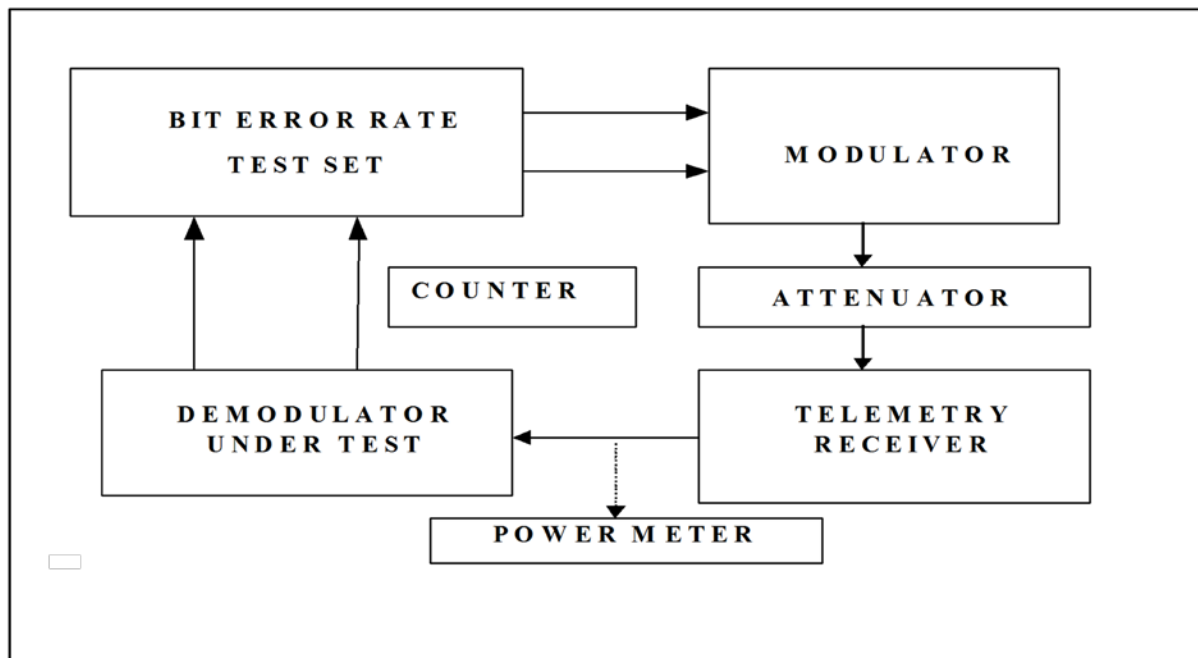 BIT ERROR RATE
TEST SET
MODULATOR
COUNTER
ATTENUATOR
DEMODULATOR
UNDER TEST
TELEMETRY
RECEIVER
POWER METER